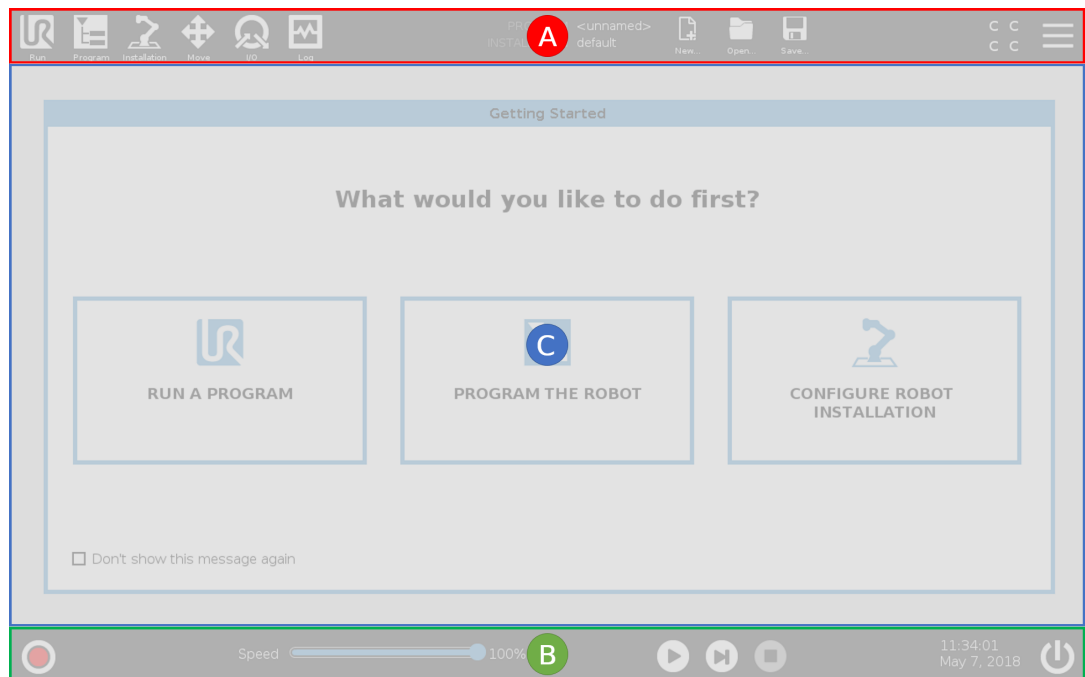 <unnamed>
default
A
C C
C C
Run
Program
Installation
Move
I/O
Log
New...
Open...
Save...
Getting Started
What would you like to do first?
C
RUN A PROGRAM
PROGRAM THE ROBOT
CONFIGURE ROBOT
INSTALLATION
Don't show this message again
Speed
100%
B
11:34:01
May 7, 2018